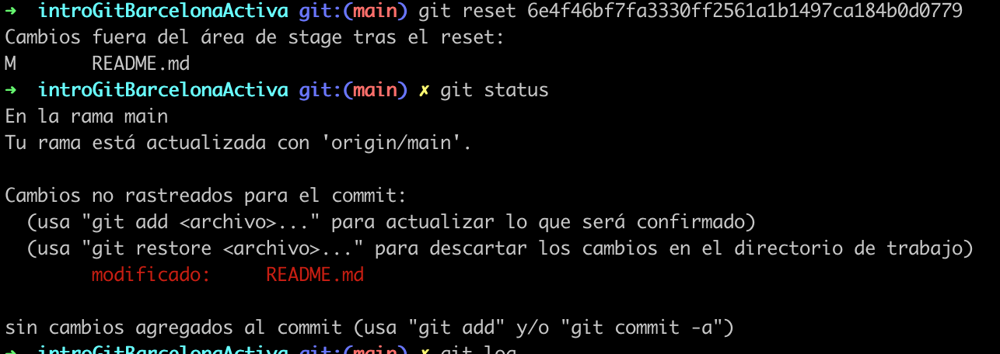 ➜  introGitBarcelonaActiva git:(main) git reset 6e4f46bf7fa3330ff2561a1b1497ca184b0d0779
Cambios fuera del área de stage tras el reset:
M       README.md
➜  introGitBarcelonaActiva git:(main) ✗ git status
En la rama main
Tu rama está actualizada con 'origin/main'.
Cambios no rastreados para el commit:
  (usa "git add <archivo>..." para actualizar lo que será confirmado)
  (usa "git restore <archivo>..." para descartar los cambios en el directorio de trabajo)
        modificado:     README.md
sin cambios agregados al commit (usa "git add" y/o "git commit -a")
➜  introGitBarcelonaActiva git:(main) ✗ git log